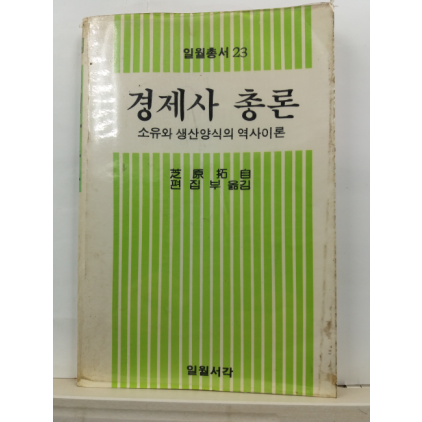 일월총서 23
경제사 총론
소유와 생산양식의 역사이론
芝原拓自
편집부 옮김
일월서각